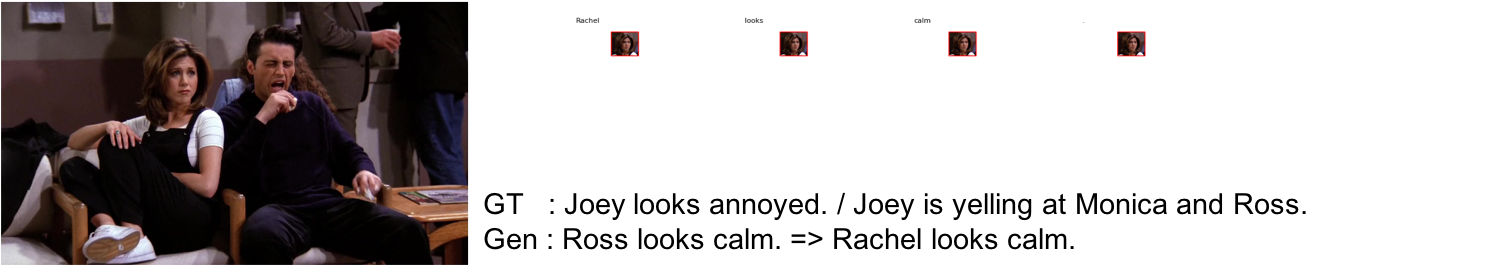 Rachel looks calm .
GT : Joey looks annoyed. / Joey is yelling at Monica and Ross.
Gen : Ross looks calm. => Rachel looks calm.